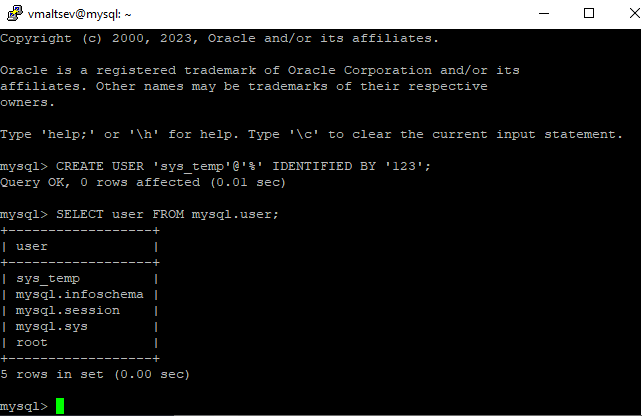 vmaltsev@mysql: ~
Copyright (c) 2000, 2023, Oracle and/or its affiliates.
Oracle is a registered trademark of Oracle Corporation and/or its
affiliates. Other names may be trademarks of their respective
owners.
Type 'help;' or '\h' for help. Type '\c' to clear the current input statement.
mysql> CREATE USER 'sys_temp'@'%' IDENTIFIED BY '123';
Query OK, 0 rows affected (0.01 sec)
mysql> SELECT user FROM mysql.user;
+------------------+
| user             |
+------------------+
| sys_temp         |
| mysql.infoschema |
| mysql.session    |
| mysql.sys        |
| root             |
+------------------+
5 rows in set (0.00 sec)
mysql>